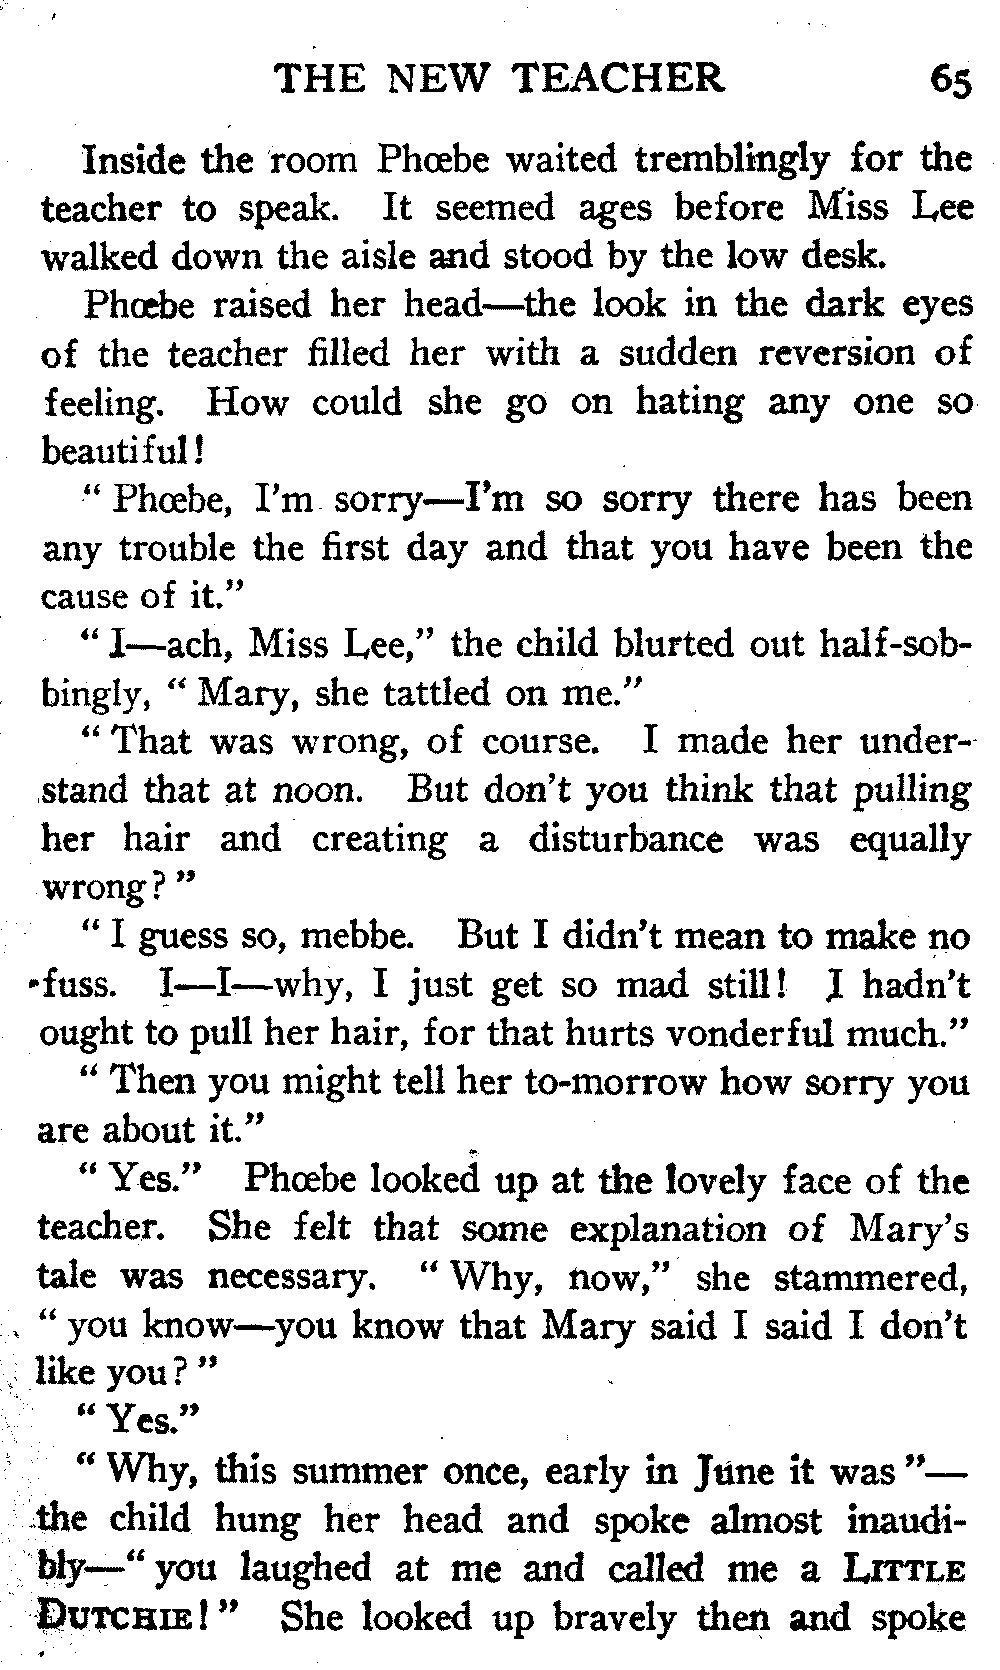 THE NEW TEACHER 65
Inside the room Phœbe waited tremblingly for the
teacher to speak. It seemed ages before Miss Lee
walked down the aisle and stood by the low desk.
Phœbe raised her head—the look in the dark eyes
of the teacher filled her with a sudden reversion of
feeling. How could she go on hating any one so
beautiful!
“ Phœbe, I'm sorry—I'm so sorry there has been
any trouble the first day and that you have been the
cause of it.”
“ I—ach, Miss Lee,” the child blurted out half-sob-
bingly, “ Mary, she tattled on me.”
“ That was wrong, of course. I made her under-
stand that at noon. But don't you think that pulling
her hair and creating a disturbance was equally
wrong? ”
“ I guess so, mebbe. But I didn't mean to make no
fuss. I—I—why, I just get so mad still! I hadn't
ought to pull her hair, for that hurts vonderful much.”
“ Then you might tell her to-morrow how sorry you
are about it.”
“ Yes.” Phœbe looked up at the lovely face of the
teacher. She felt that some explanation of Mary's
tale was necessary. “ Why, now,” she stammered,
“ you know—you know that Mary said I said I don't
like you? ”
“ Yes.”
“ Why, this summer once, early in June it was ”—
the child hung her head and spoke almost inaudi-
bly—“ you laughed at me and called me a LITTLE
DUTCHIE! ” She looked up bravely then and spoke